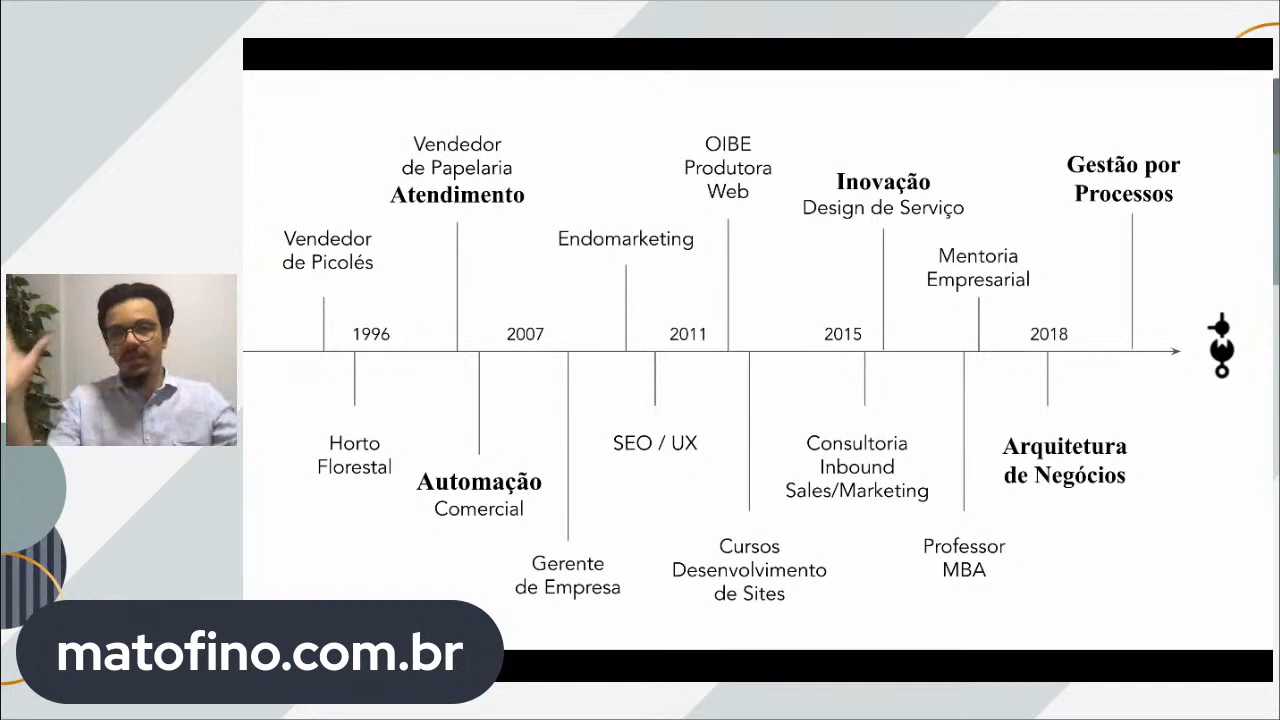 Vendedor
de Papelaria
Atendimento
OIBE
Produtora
Web
Inovação
Design de Serviço
Gestão por
Processos
Vendedor
de Picolés
Endomarketing
Mentoria
Empresarial
1996
2007
2011
2015
2018
Horto
Florestal
Automação
Comercial
SEO / UX
Consultoria
Inbound
Sales/Marketing
Arquitetura
de Negócios
Gerente
de Empresa
Cursos
Desenvolvimento
de Sites
Professor
MBA
matofino.com.br